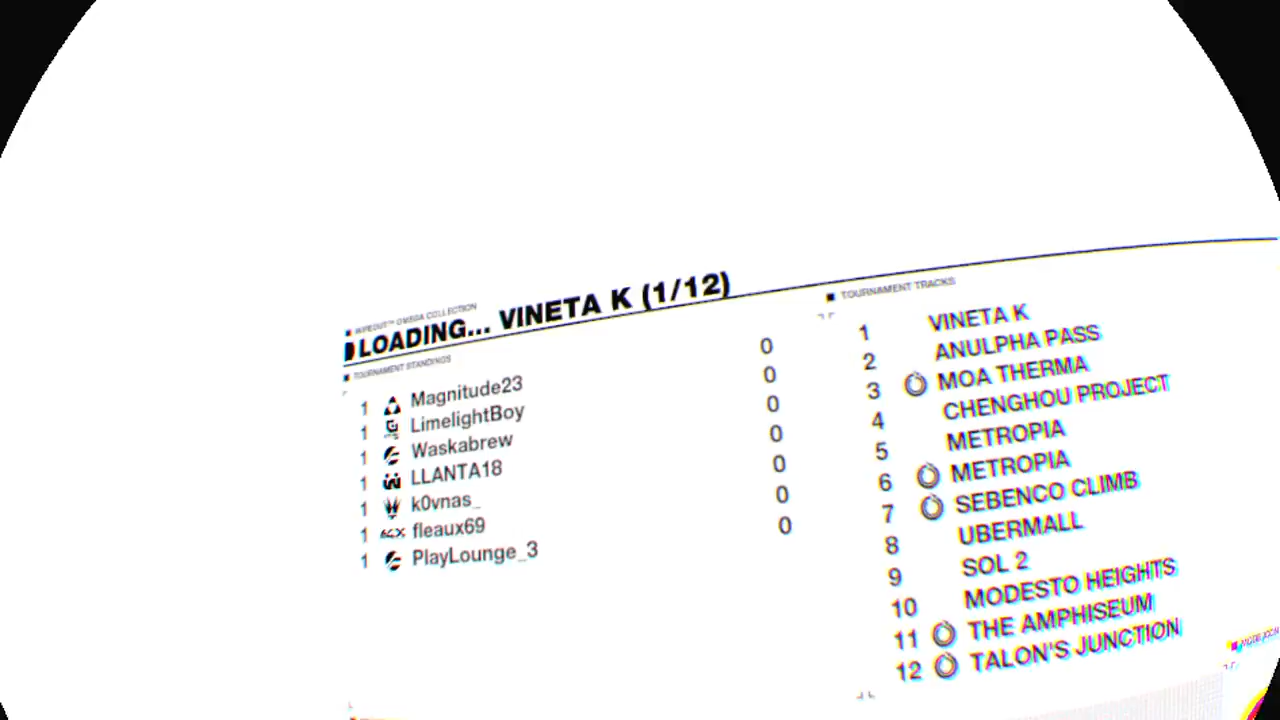 WIPEOUT™ OMEGA COLLECTION
LOADING... VINETA K (1/12)
TOURNAMENT STANDINGS
1 Magnitude23 0
1 LimelightBoy 0
1 Waskabrew 0
1 LLANTA18 0
1 k0vnas_ 0
1 fleaux69 0
1 PlayLounge_3 0
TOURNAMENT TRACKS
1 VINETA K
2 ANULPHA PASS
3 MOA THERMA
4 CHENGHOU PROJECT
5 METROPIA
6 METROPIA
7 SEBENCO CLIMB
8 UBERMALL
9 SOL 2
10 MODESTO HEIGHTS
11 THE AMPHISEUM
12 TALON'S JUNCTION